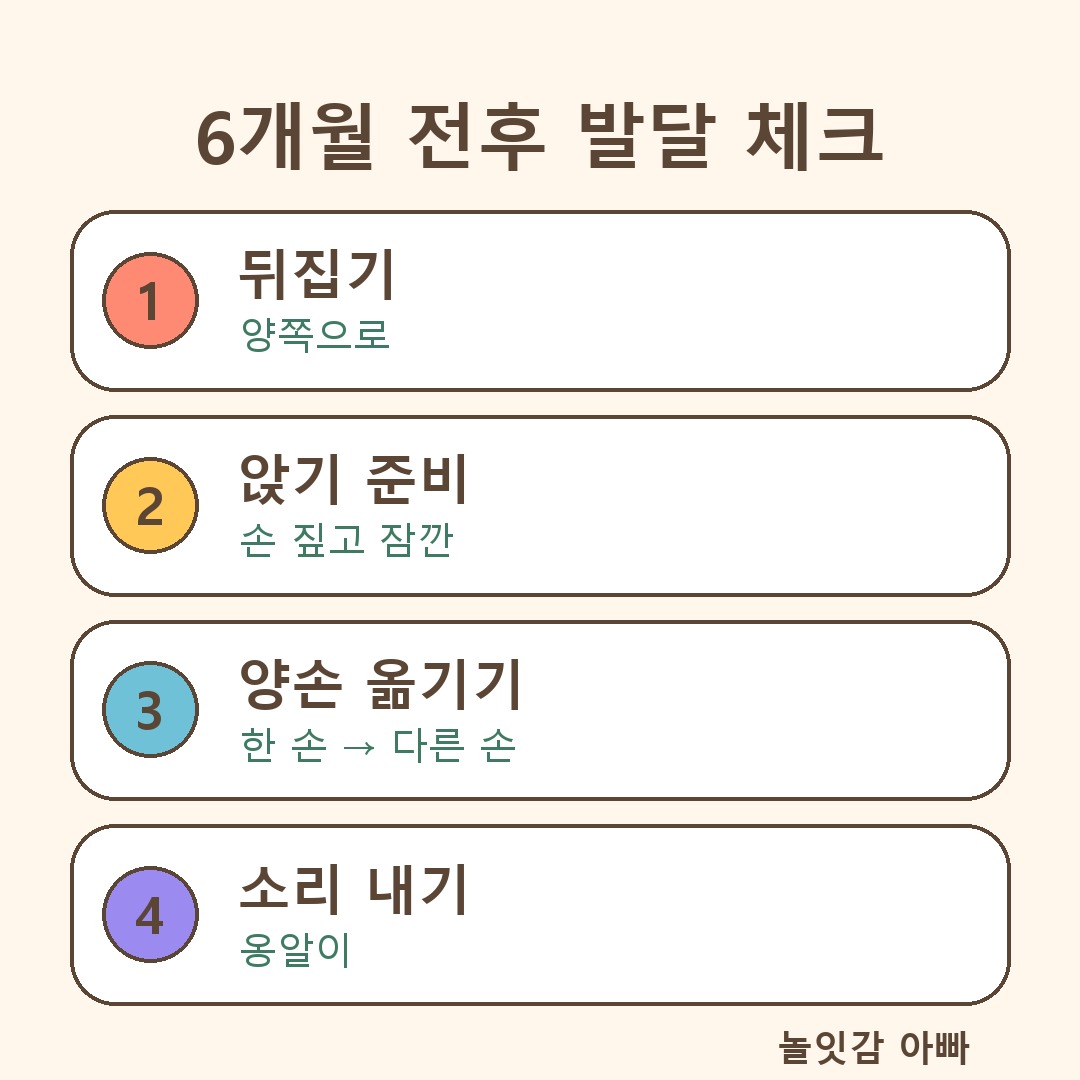 6개월 전후 발달 체크
1
뒤집기
양쪽으로
2
앉기 준비
손 짚고 잠깐
3
양손 옮기기
한 손 → 다른 손
4
소리 내기
옹알이
놀잇감 아빠